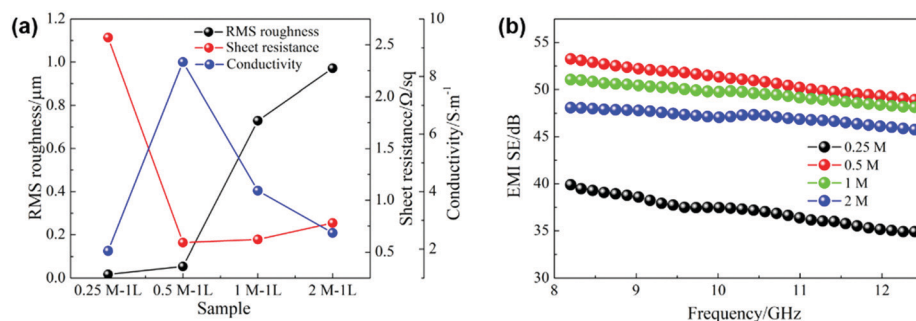 (a)
RMS roughness
Sheet resistance
Conductivity
RMS roughness/μm
1.2
1.0
0.8
0.6
0.4
0.2
0.0
0.25 M-1L 0.5 M-1L 1 M-1L 2 M-1L
Sample
2.5
2.0
1.5
1.0
0.5
Sheet resistance/Ω/sq
10
8
6
4
2
Conductivity/S.m⁻¹
(b)
EMI SE/dB
55
50
45
40
35
30
0.25 M
0.5 M
1 M
2 M
8 9 10 11 12
Frequency/GHz